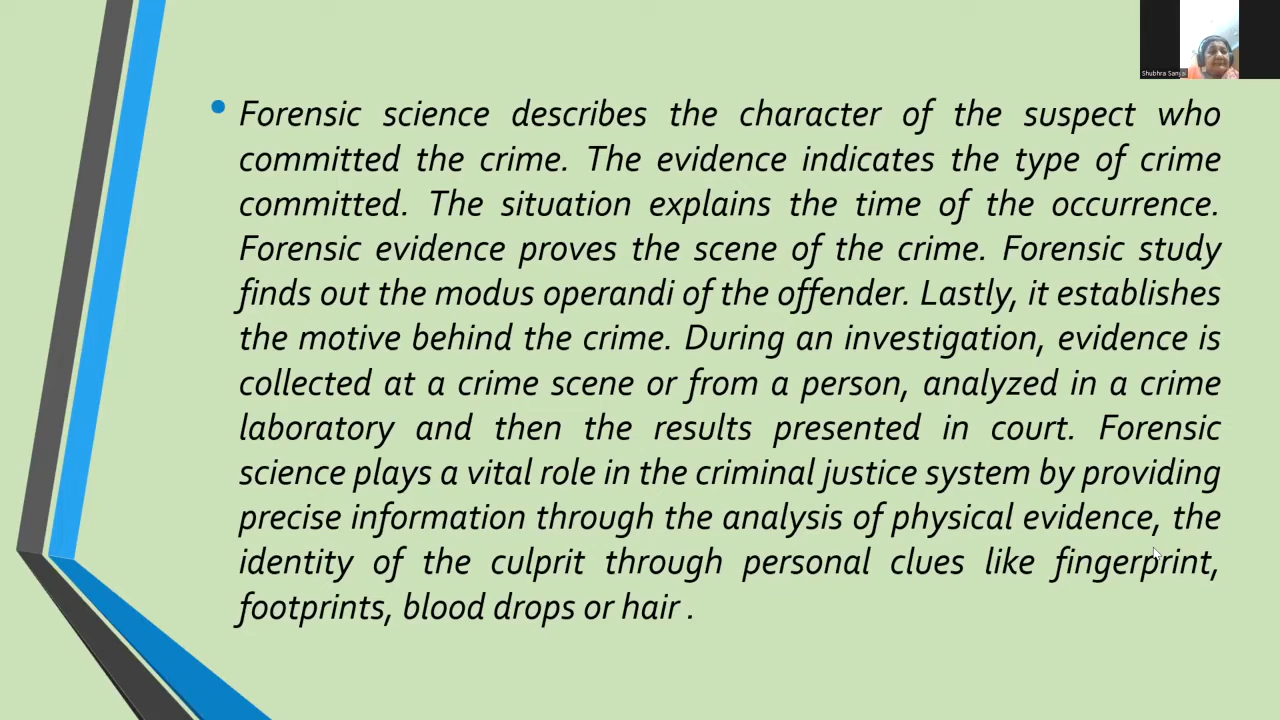 Shubhra Sanyal
• Forensic science describes the character of the suspect who
committed the crime. The evidence indicates the type of crime
committed. The situation explains the time of the occurrence.
Forensic evidence proves the scene of the crime. Forensic study
finds out the modus operandi of the offender. Lastly, it establishes
the motive behind the crime. During an investigation, evidence is
collected at a crime scene or from a person, analyzed in a crime
laboratory and then the results presented in court. Forensic
science plays a vital role in the criminal justice system by providing
precise information through the analysis of physical evidence, the
identity of the culprit through personal clues like fingerprint,
footprints, blood drops or hair .